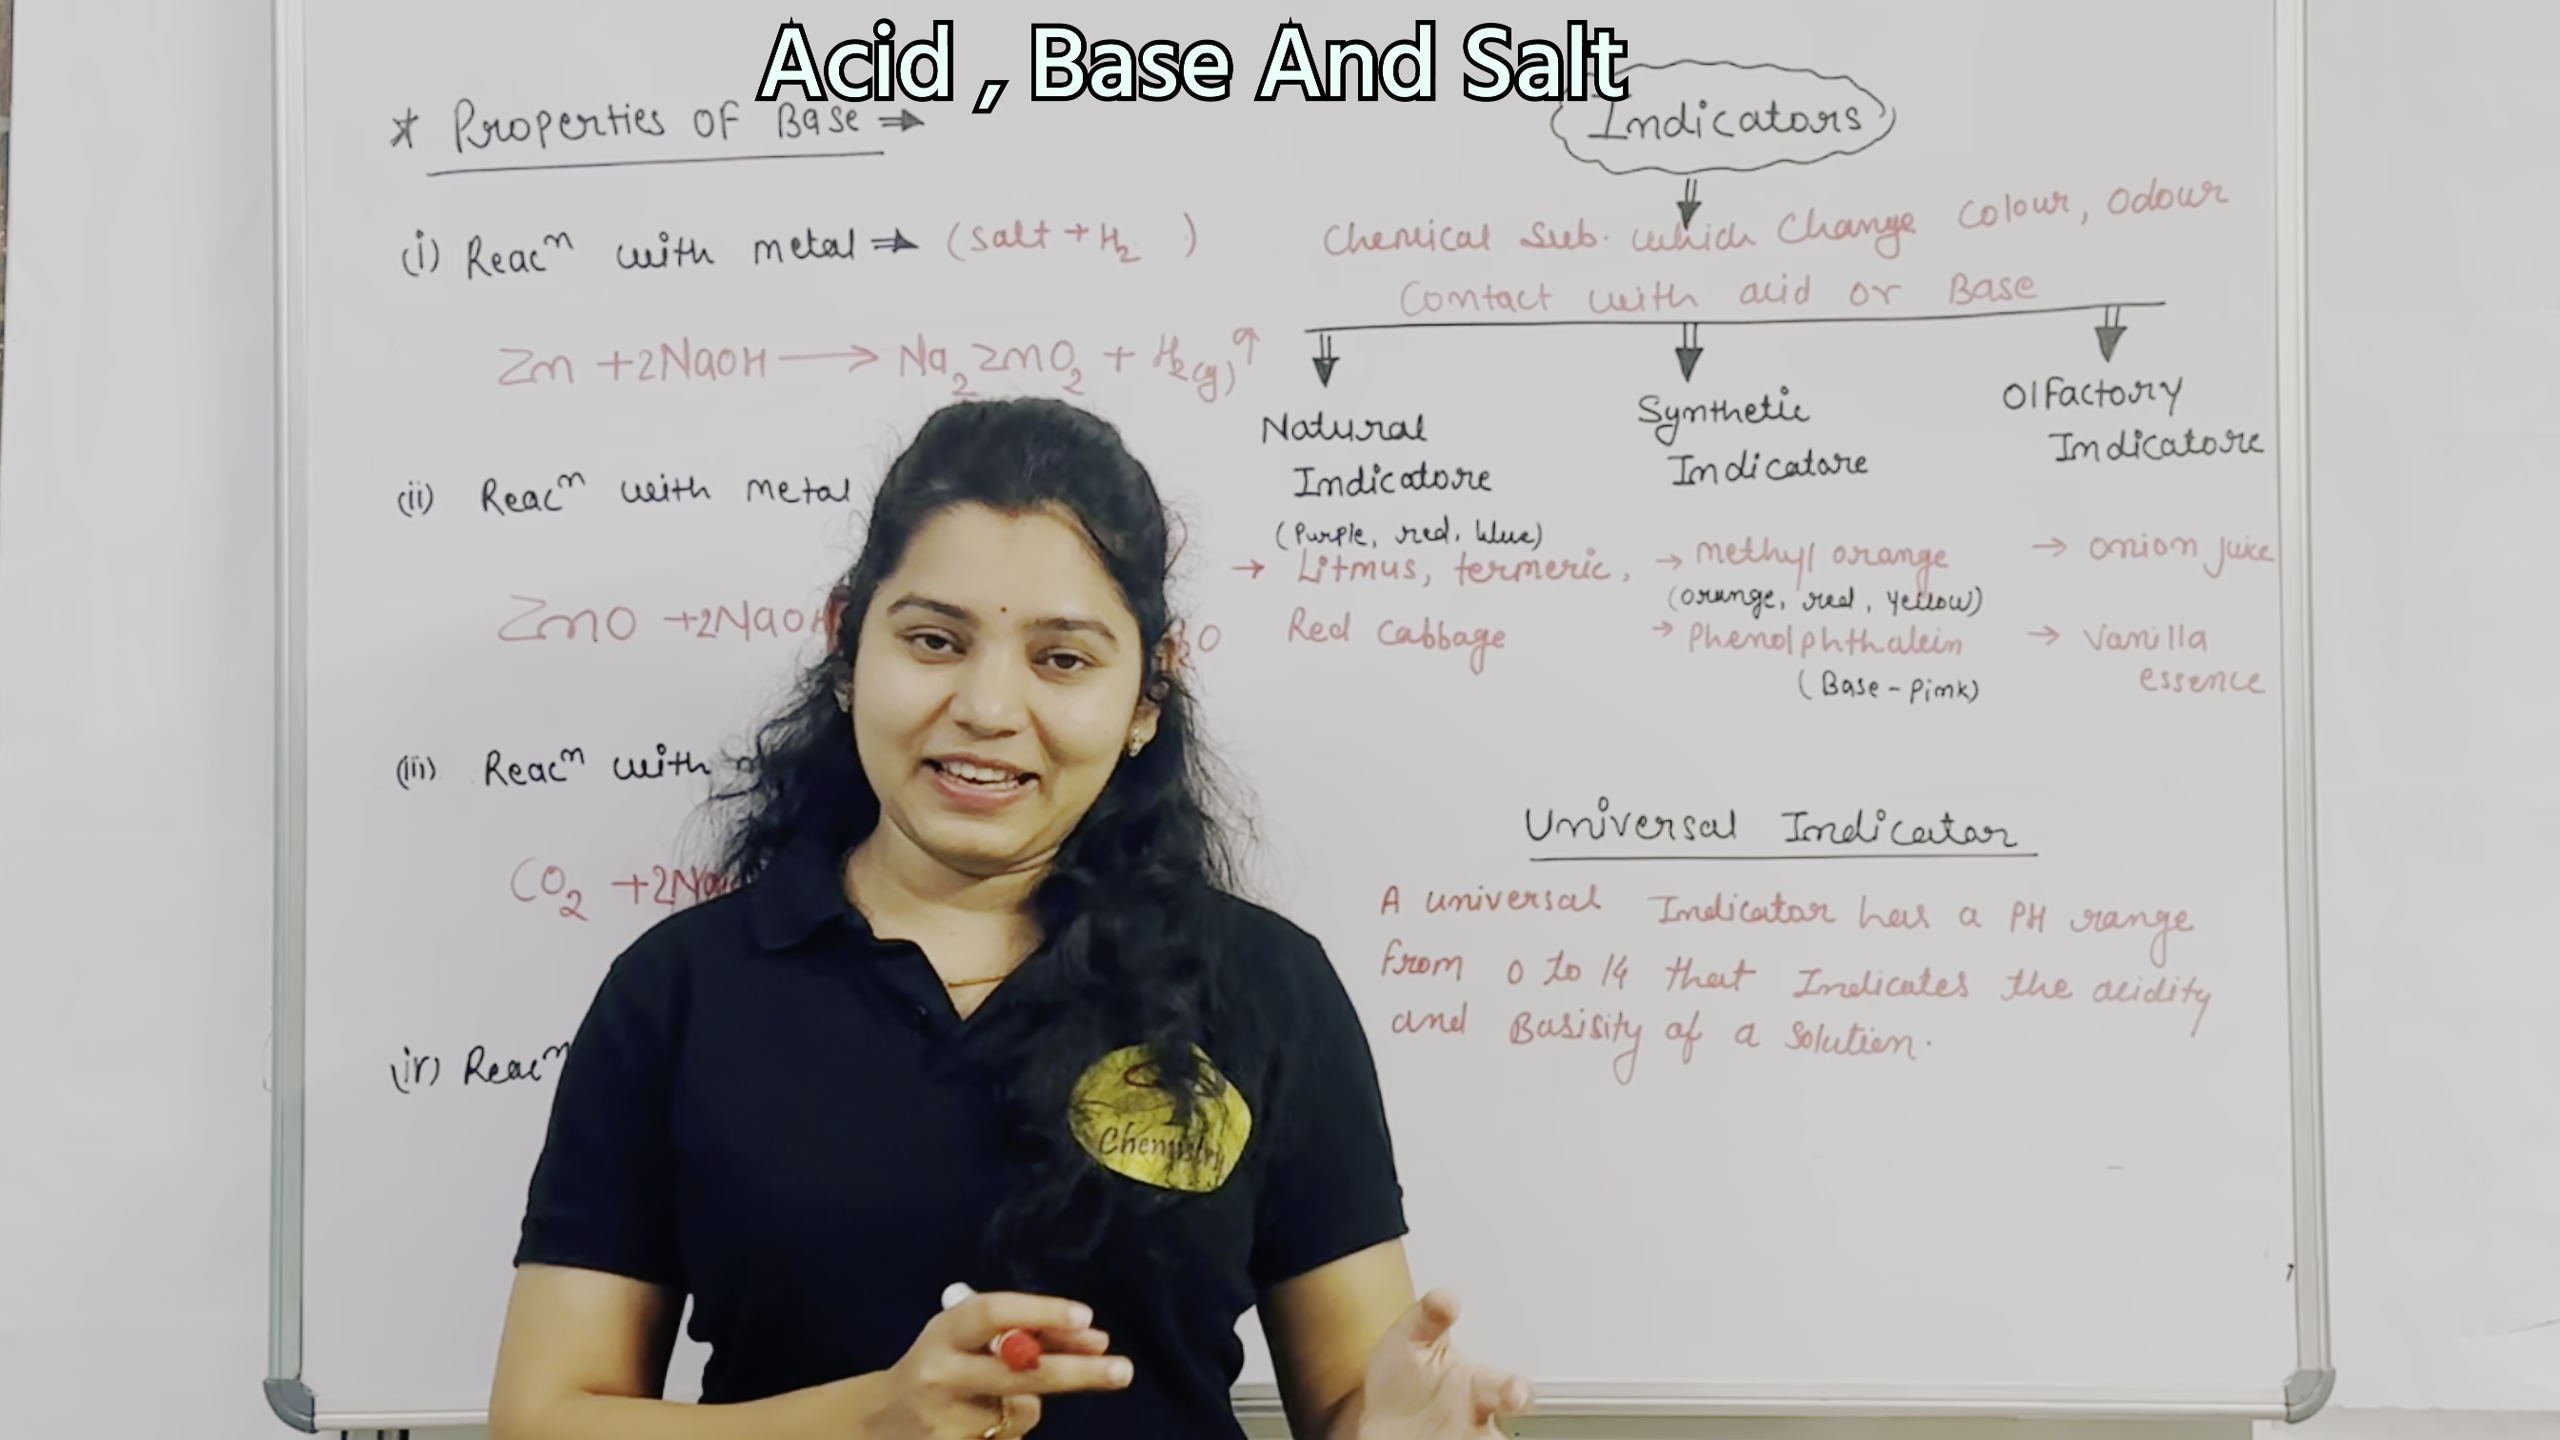 Acid , Base And Salt
* Properties OF Base ⇒
(i) Reacⁿ with metal ⇒ (Salt + H₂ )
Zn + 2NaOH ⟶ Na₂ZnO₂ + H₂(g)↑
(ii) Reacⁿ with metal
ZnO + 2NaOH
H₂O
(iii) Reacⁿ with
CO₂ + 2Na
(iv) Reacⁿ
Indicators
Chemical Sub. which Change Colour, Odour
Contact with acid or Base
Natural
Indicatore
(Purple, red, blue)
→ Litmus, termeric,
Red Cabbage
Synthetic
Indicatore
→ methyl orange
(orange, red, yellow)
→ Phenolphthalein
(Base - Pink)
Olfactory
Indicatore
→ onion juice
→ Vanilla
essence
Universal Indicator
A universal Indicator has a PH range
From 0 to 14 that Indicates the acidity
and Basisity of a solution.
Chemistry